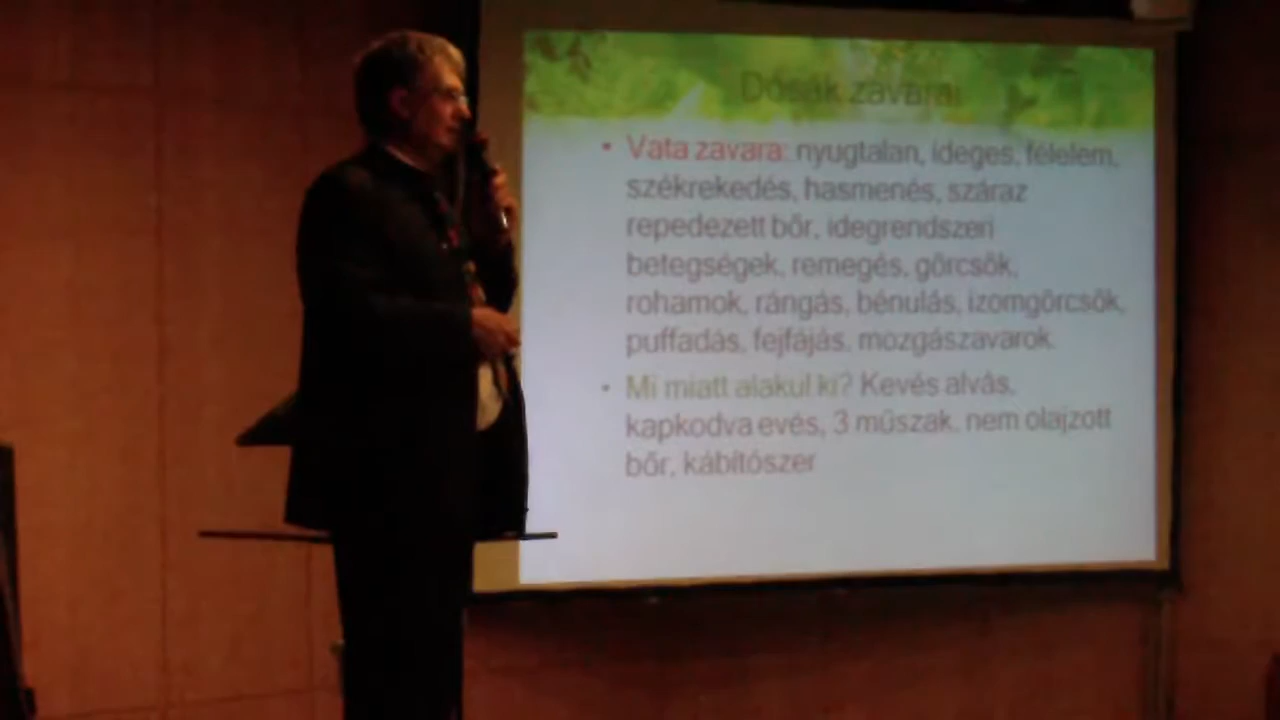 Dósák zavarai
• Vata zavara: nyugtalan, ideges, félelem,
székrekedés, hasmenés, száraz
repedezett bőr, idegrendszeri
betegségek, remegés, görcsök,
rohamok, rángás, bénulás, izomgörcsök,
puffadás, fejfájás, mozgászavarok.
• Mi miatt alakul ki? Kevés alvás,
kapkodva evés, 3 műszak, nem olajzott
bőr, kábítószer